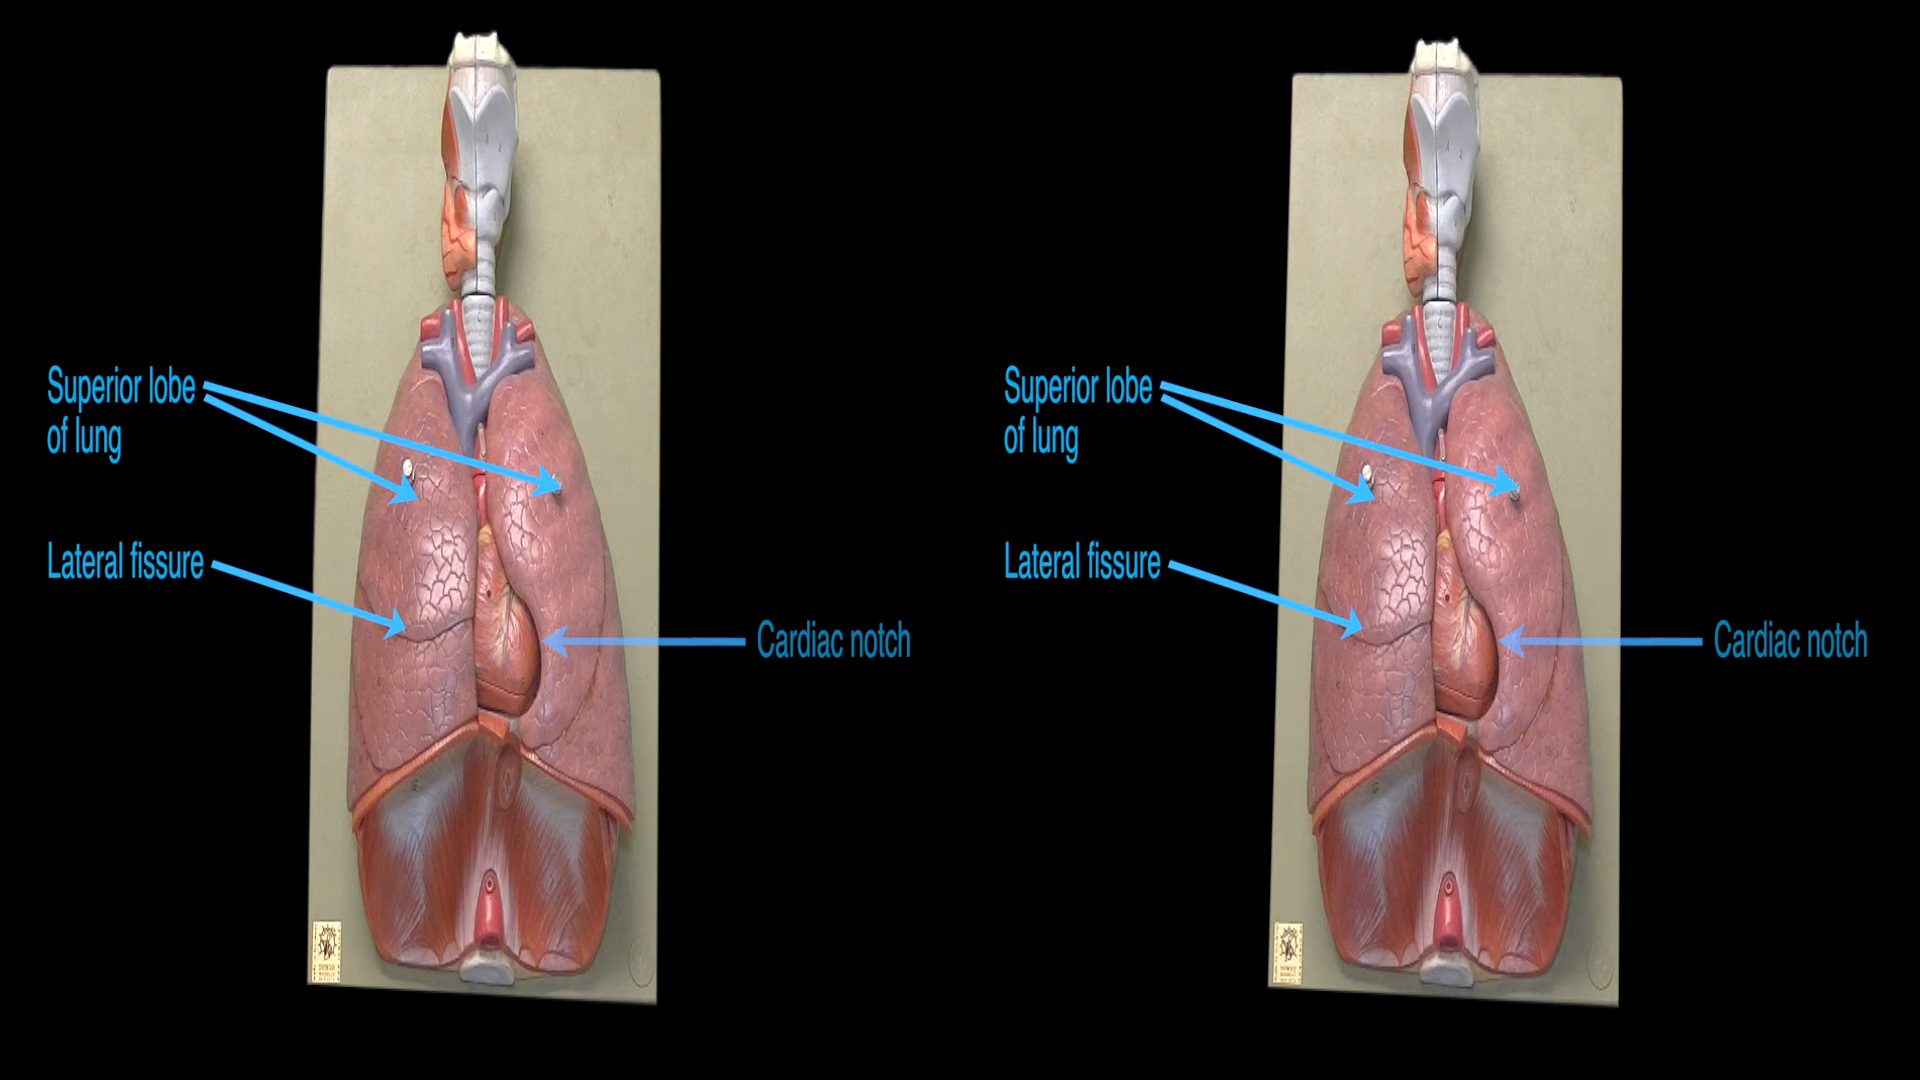 Superior lobe
of lung
Lateral fissure
Cardiac notch
Superior lobe
of lung
Lateral fissure
Cardiac notch